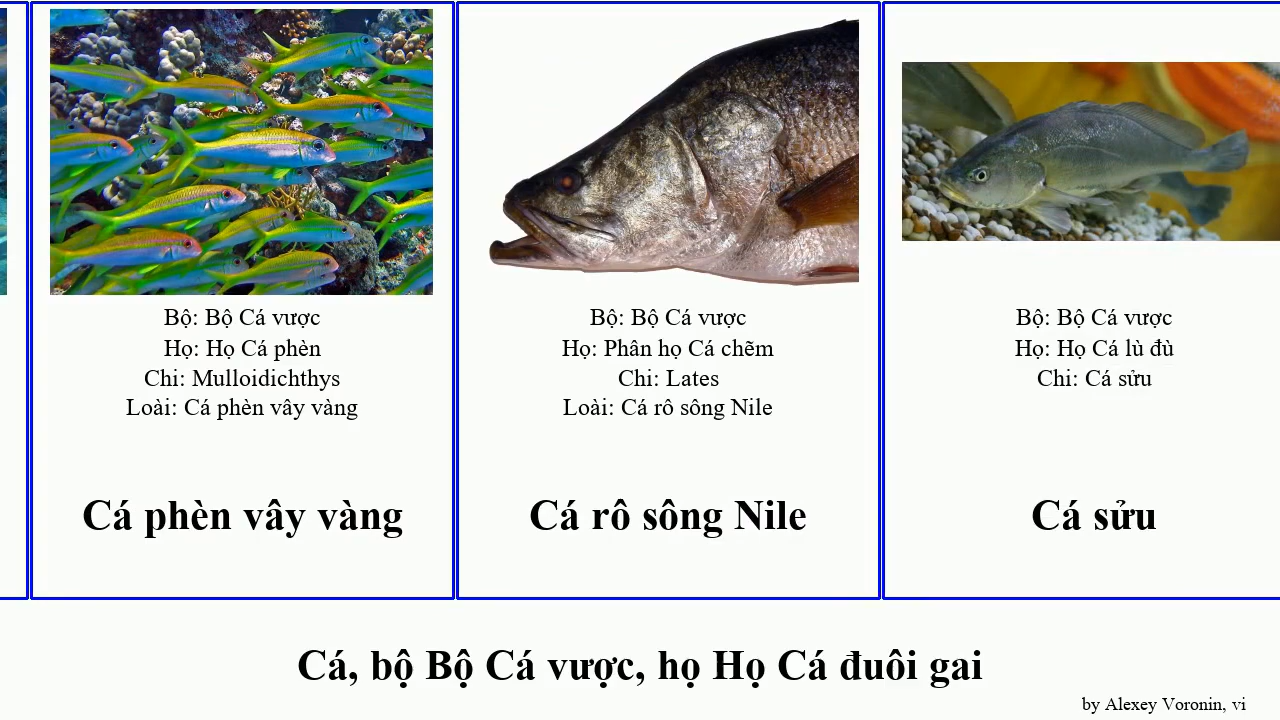 Bộ: Bộ Cá vược
Họ: Họ Cá phèn
Chi: Mulloidichthys
Loài: Cá phèn vây vàng
Cá phèn vây vàng
Bộ: Bộ Cá vược
Họ: Phân họ Cá chẽm
Chi: Lates
Loài: Cá rô sông Nile
Cá rô sông Nile
Bộ: Bộ Cá vược
Họ: Họ Cá lù đù
Chi: Cá sửu
Cá sửu
Cá, bộ Bộ Cá vược, họ Họ Cá đuôi gai
by Alexey Voronin, vi